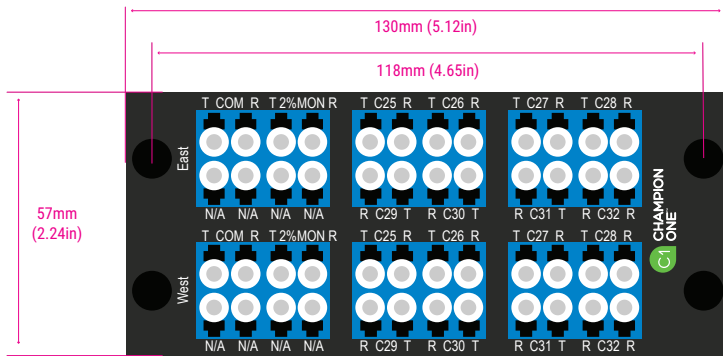 130mm (5.12in)
118mm (4.65in)
57mm
(2.24in)
East
T COM R T 2%MON R
T C25 R T C26 R
T C27 R T C28 R
N/A N/A N/A N/A
R C29 T R C30 T
R C31 T R C32 R
West
T COM R T 2%MON R
T C25 R T C26 R
T C27 R T C28 R
N/A N/A N/A N/A
R C29 T R C30 T
R C31 T R C32 R
C1 CHAMPION
ONE™